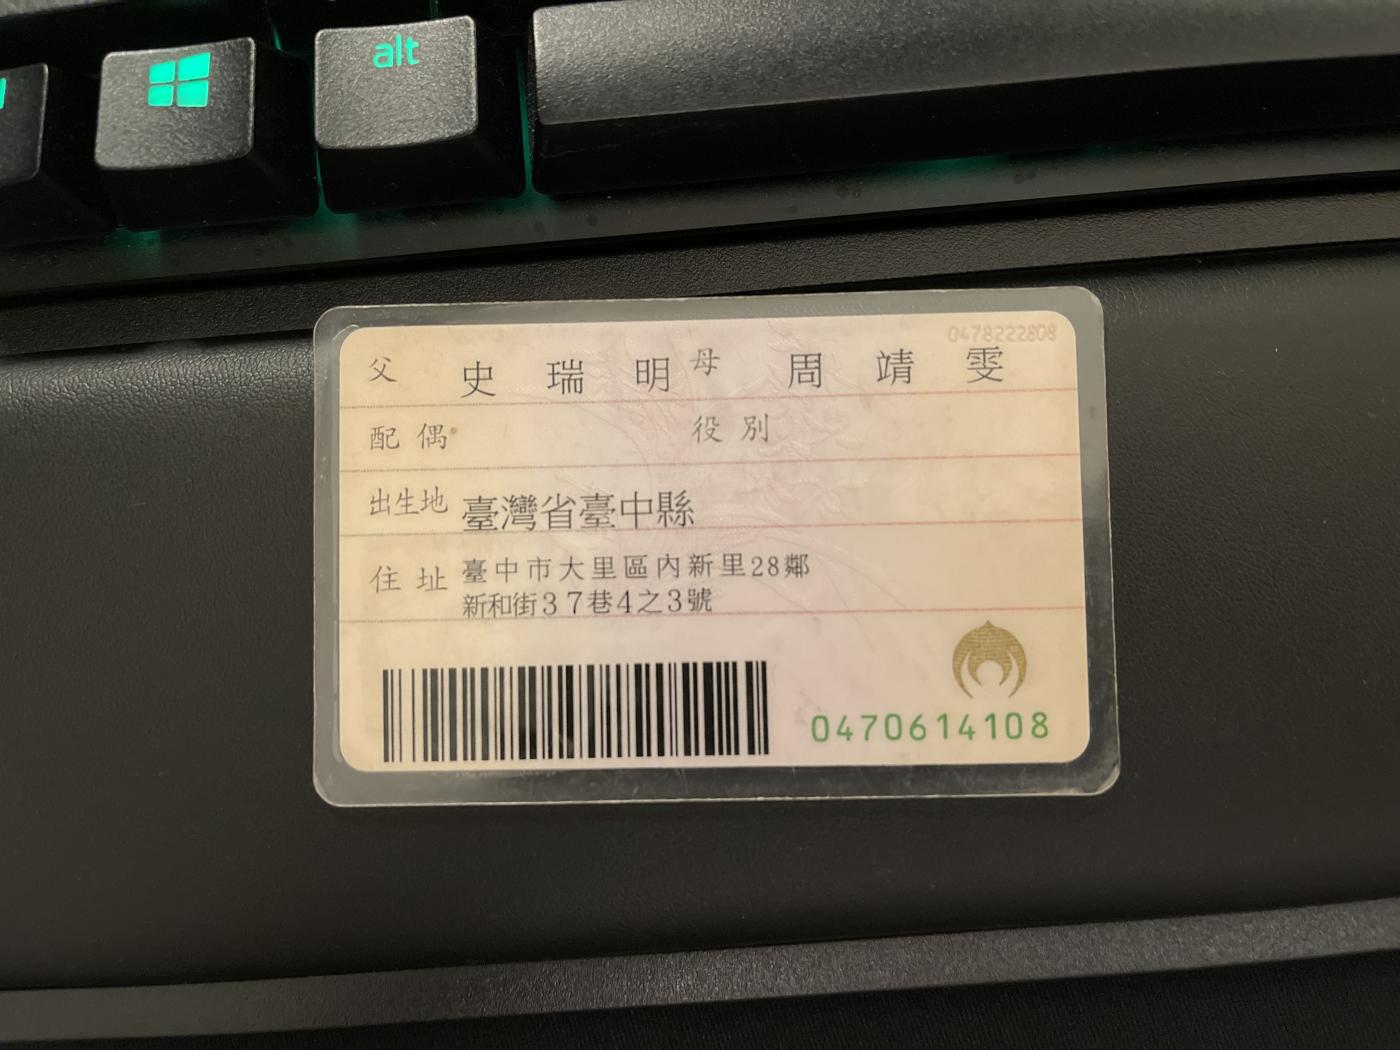 alt
0478222808
父 史瑞明 母 周靖雯
配偶 役別
出生地 臺灣省臺中縣
住址 臺中市大里區內新里28鄰
新和街37巷4之3號
0470614108